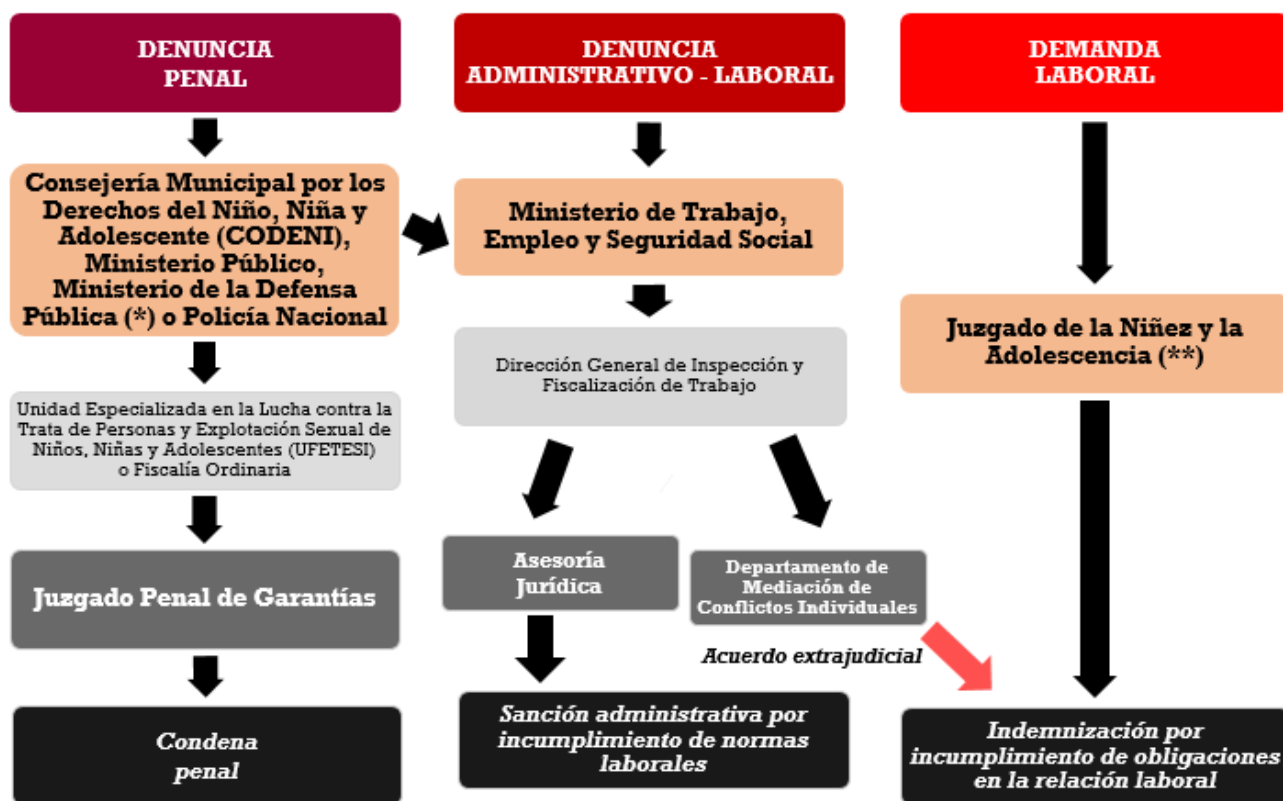 DENUNCIA
PENAL
DENUNCIA
ADMINISTRATIVO - LABORAL
DEMANDA
LABORAL
Consejería Municipal por los
Derechos del Niño, Niña y
Adolescente (CODENI),
Ministerio Público,
Ministerio de la Defensa
Pública (*) o Policía Nacional
Ministerio de Trabajo,
Empleo y Seguridad Social
Juzgado de la Niñez y la
Adolescencia (**)
Dirección General de Inspección y
Fiscalización de Trabajo
Unidad Especializada en la Lucha contra la
Trata de Personas y Explotación Sexual de
Niños, Niñas y Adolescentes (UFETESI)
o Fiscalía Ordinaria
Asesoría
Jurídica
Departamento de
Mediación de
Conflictos Individuales
Juzgado Penal de Garantías
Acuerdo extrajudicial
Condena
penal
Sanción administrativa por
incumplimiento de normas
laborales
Indemnización por
incumplimiento de obligaciones
en la relación laboral